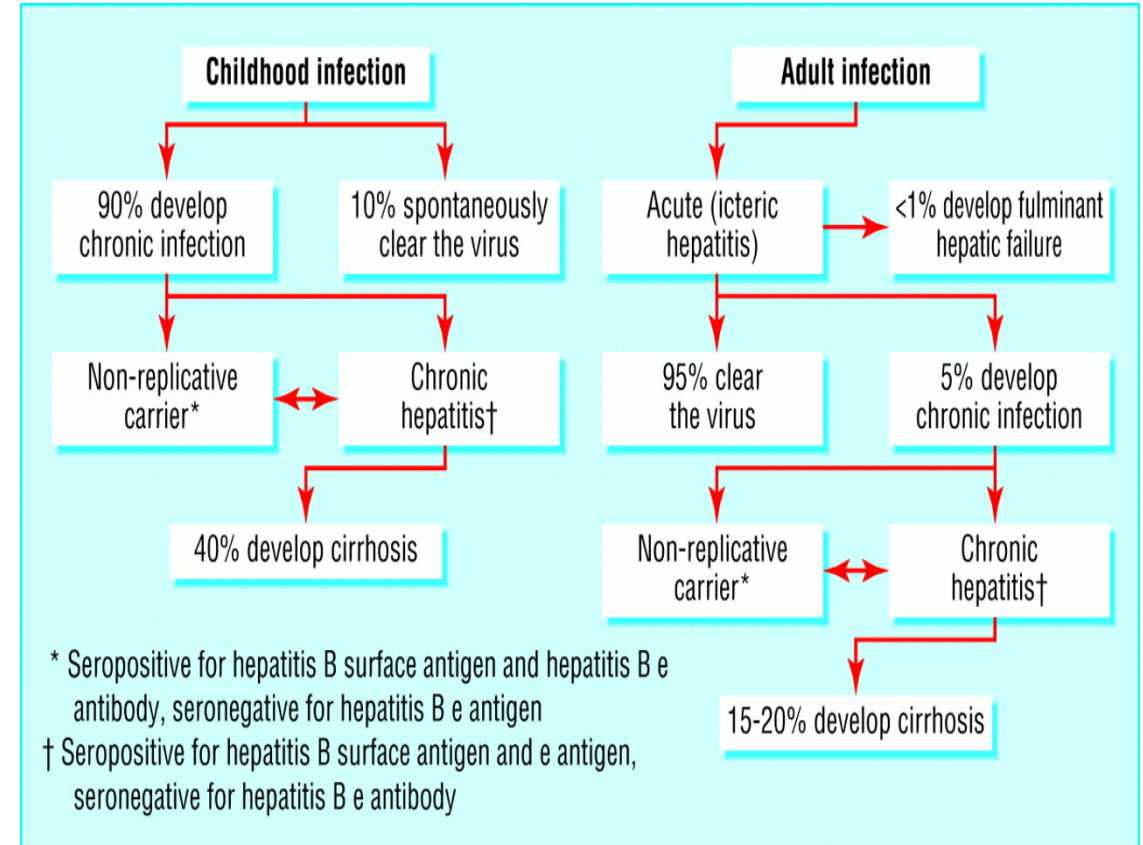 Childhood infection
Adult infection
90% develop
chronic infection
10% spontaneously
clear the virus
Acute (icteric
hepatitis)
<1% develop fulminant
hepatic failure
Non-replicative
carrier*
Chronic
hepatitis†
95% clear
the virus
5% develop
chronic infection
40% develop cirrhosis
Non-replicative
carrier*
Chronic
hepatitis†
15-20% develop cirrhosis
* Seropositive for hepatitis B surface antigen and hepatitis B e
antibody, seronegative for hepatitis B e antigen
† Seropositive for hepatitis B surface antigen and e antigen,
seronegative for hepatitis B e antibody